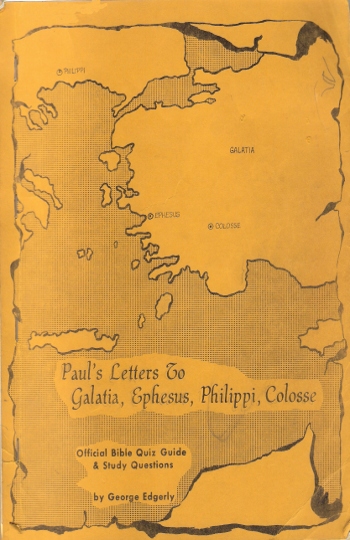 PHILIPPI
GALATIA
EPHESUS
COLOSSE
Paul's Letters To
Galatia, Ephesus, Philippi, Colosse
Official Bible Quiz Guide
& Study Questions
by George Edgerly